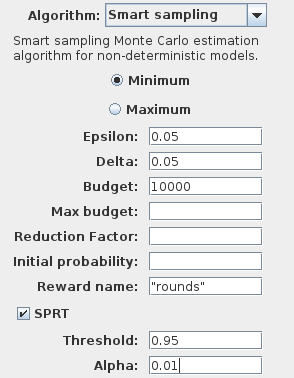 Algorithm: Smart sampling
Smart sampling Monte Carlo estimation
algorithm for non-deterministic models.
Minimum
Maximum
Epsilon: 0.05
Delta: 0.05
Budget: 10000
Max budget:
Reduction Factor:
Initial probability:
Reward name: "rounds"
SPRT
Threshold: 0.95
Alpha: 0.01